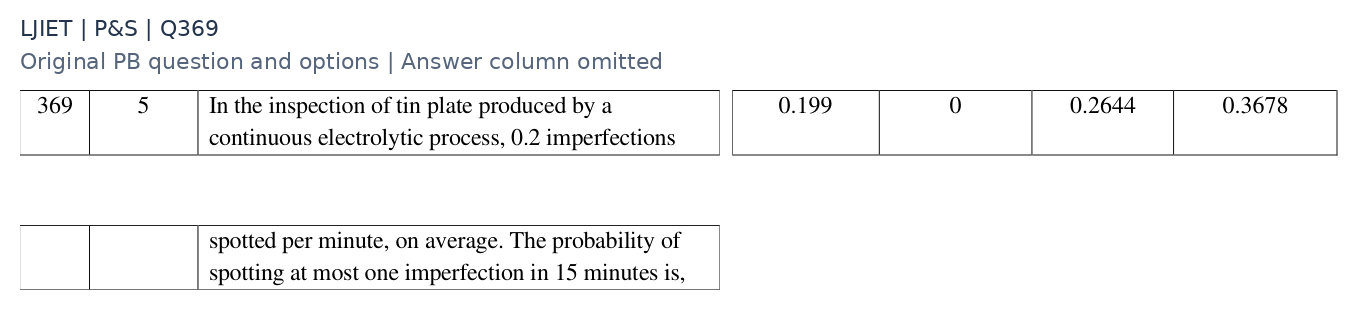 LJIET | P&S | Q369
Original PB question and options | Answer column omitted
369 5 In the inspection of tin plate produced by a 0.199 0 0.2644 0.3678
continuous electrolytic process, 0.2 imperfections
spotted per minute, on average. The probability of
spotting at most one imperfection in 15 minutes is,